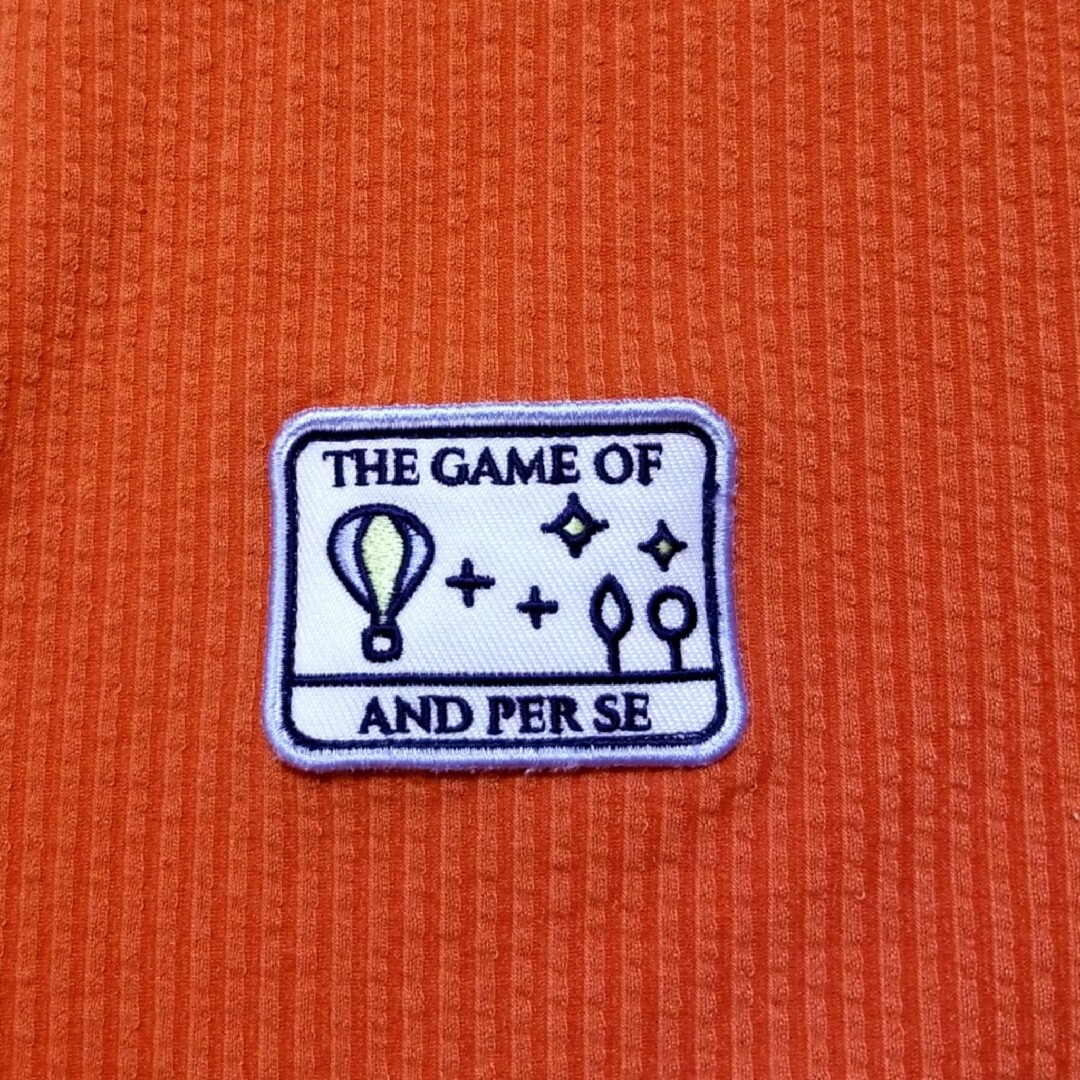 THE GAME OF
AND PER SE